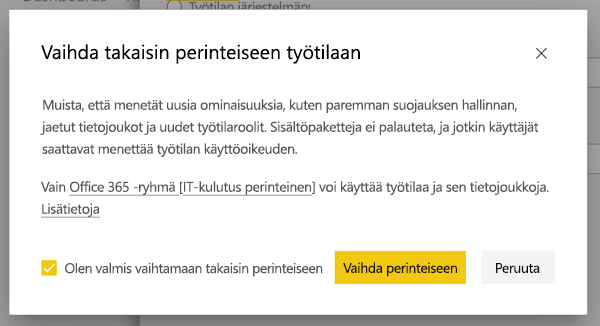 Työtilan järjestelmänv
Vaihda takaisin perinteiseen työtilaan
Muista, että menetät uusia ominaisuuksia, kuten paremman suojauksen hallinnan,
jaetut tietojoukot ja uudet työtilaroolit. Sisältöpaketteja ei palauteta, ja jotkin käyttäjät
saattavat menettää työtilan käyttöoikeuden.
Vain Office 365 -ryhmä [IT-kulutus perinteinen] voi käyttää työtilaa ja sen tietojoukkoja.
Lisätietoja
Olen valmis vaihtamaan takaisin perinteiseen
Vaihda perinteiseen
Peruuta